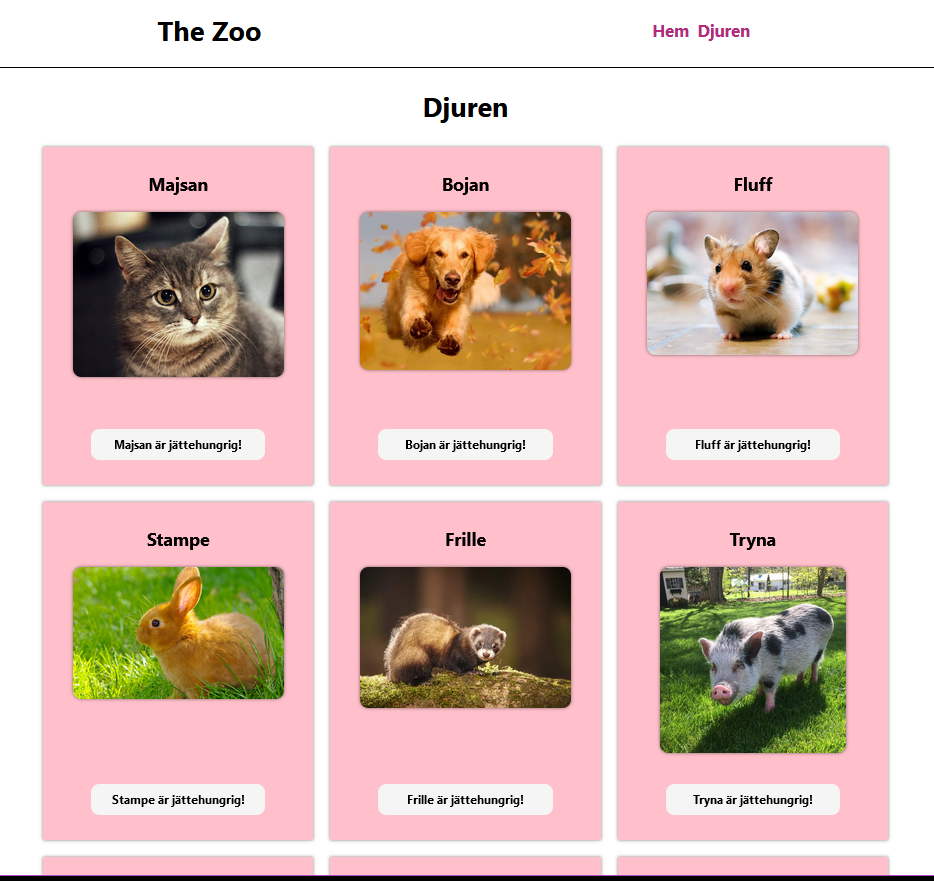 The Zoo
Hem Djuren
Djuren
Majsan
Bojan
Fluff
Majsan är jättehungrig!
Bojan är jättehungrig!
Fluff är jättehungrig!
Stampe
Frille
Tryna
Stampe är jättehungrig!
Frille är jättehungrig!
Tryna är jättehungrig!